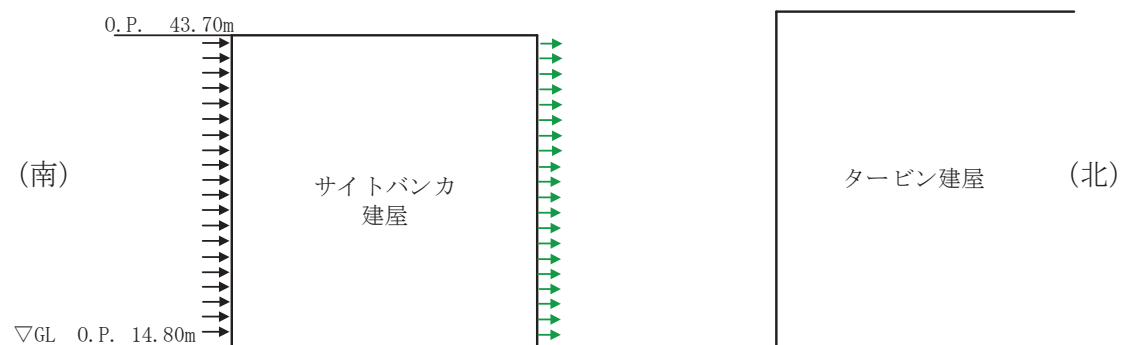 O.P. 43.70m
(南)
サイトバンカ
建屋
タービン建屋
(北)
▽GL O.P. 14.80m